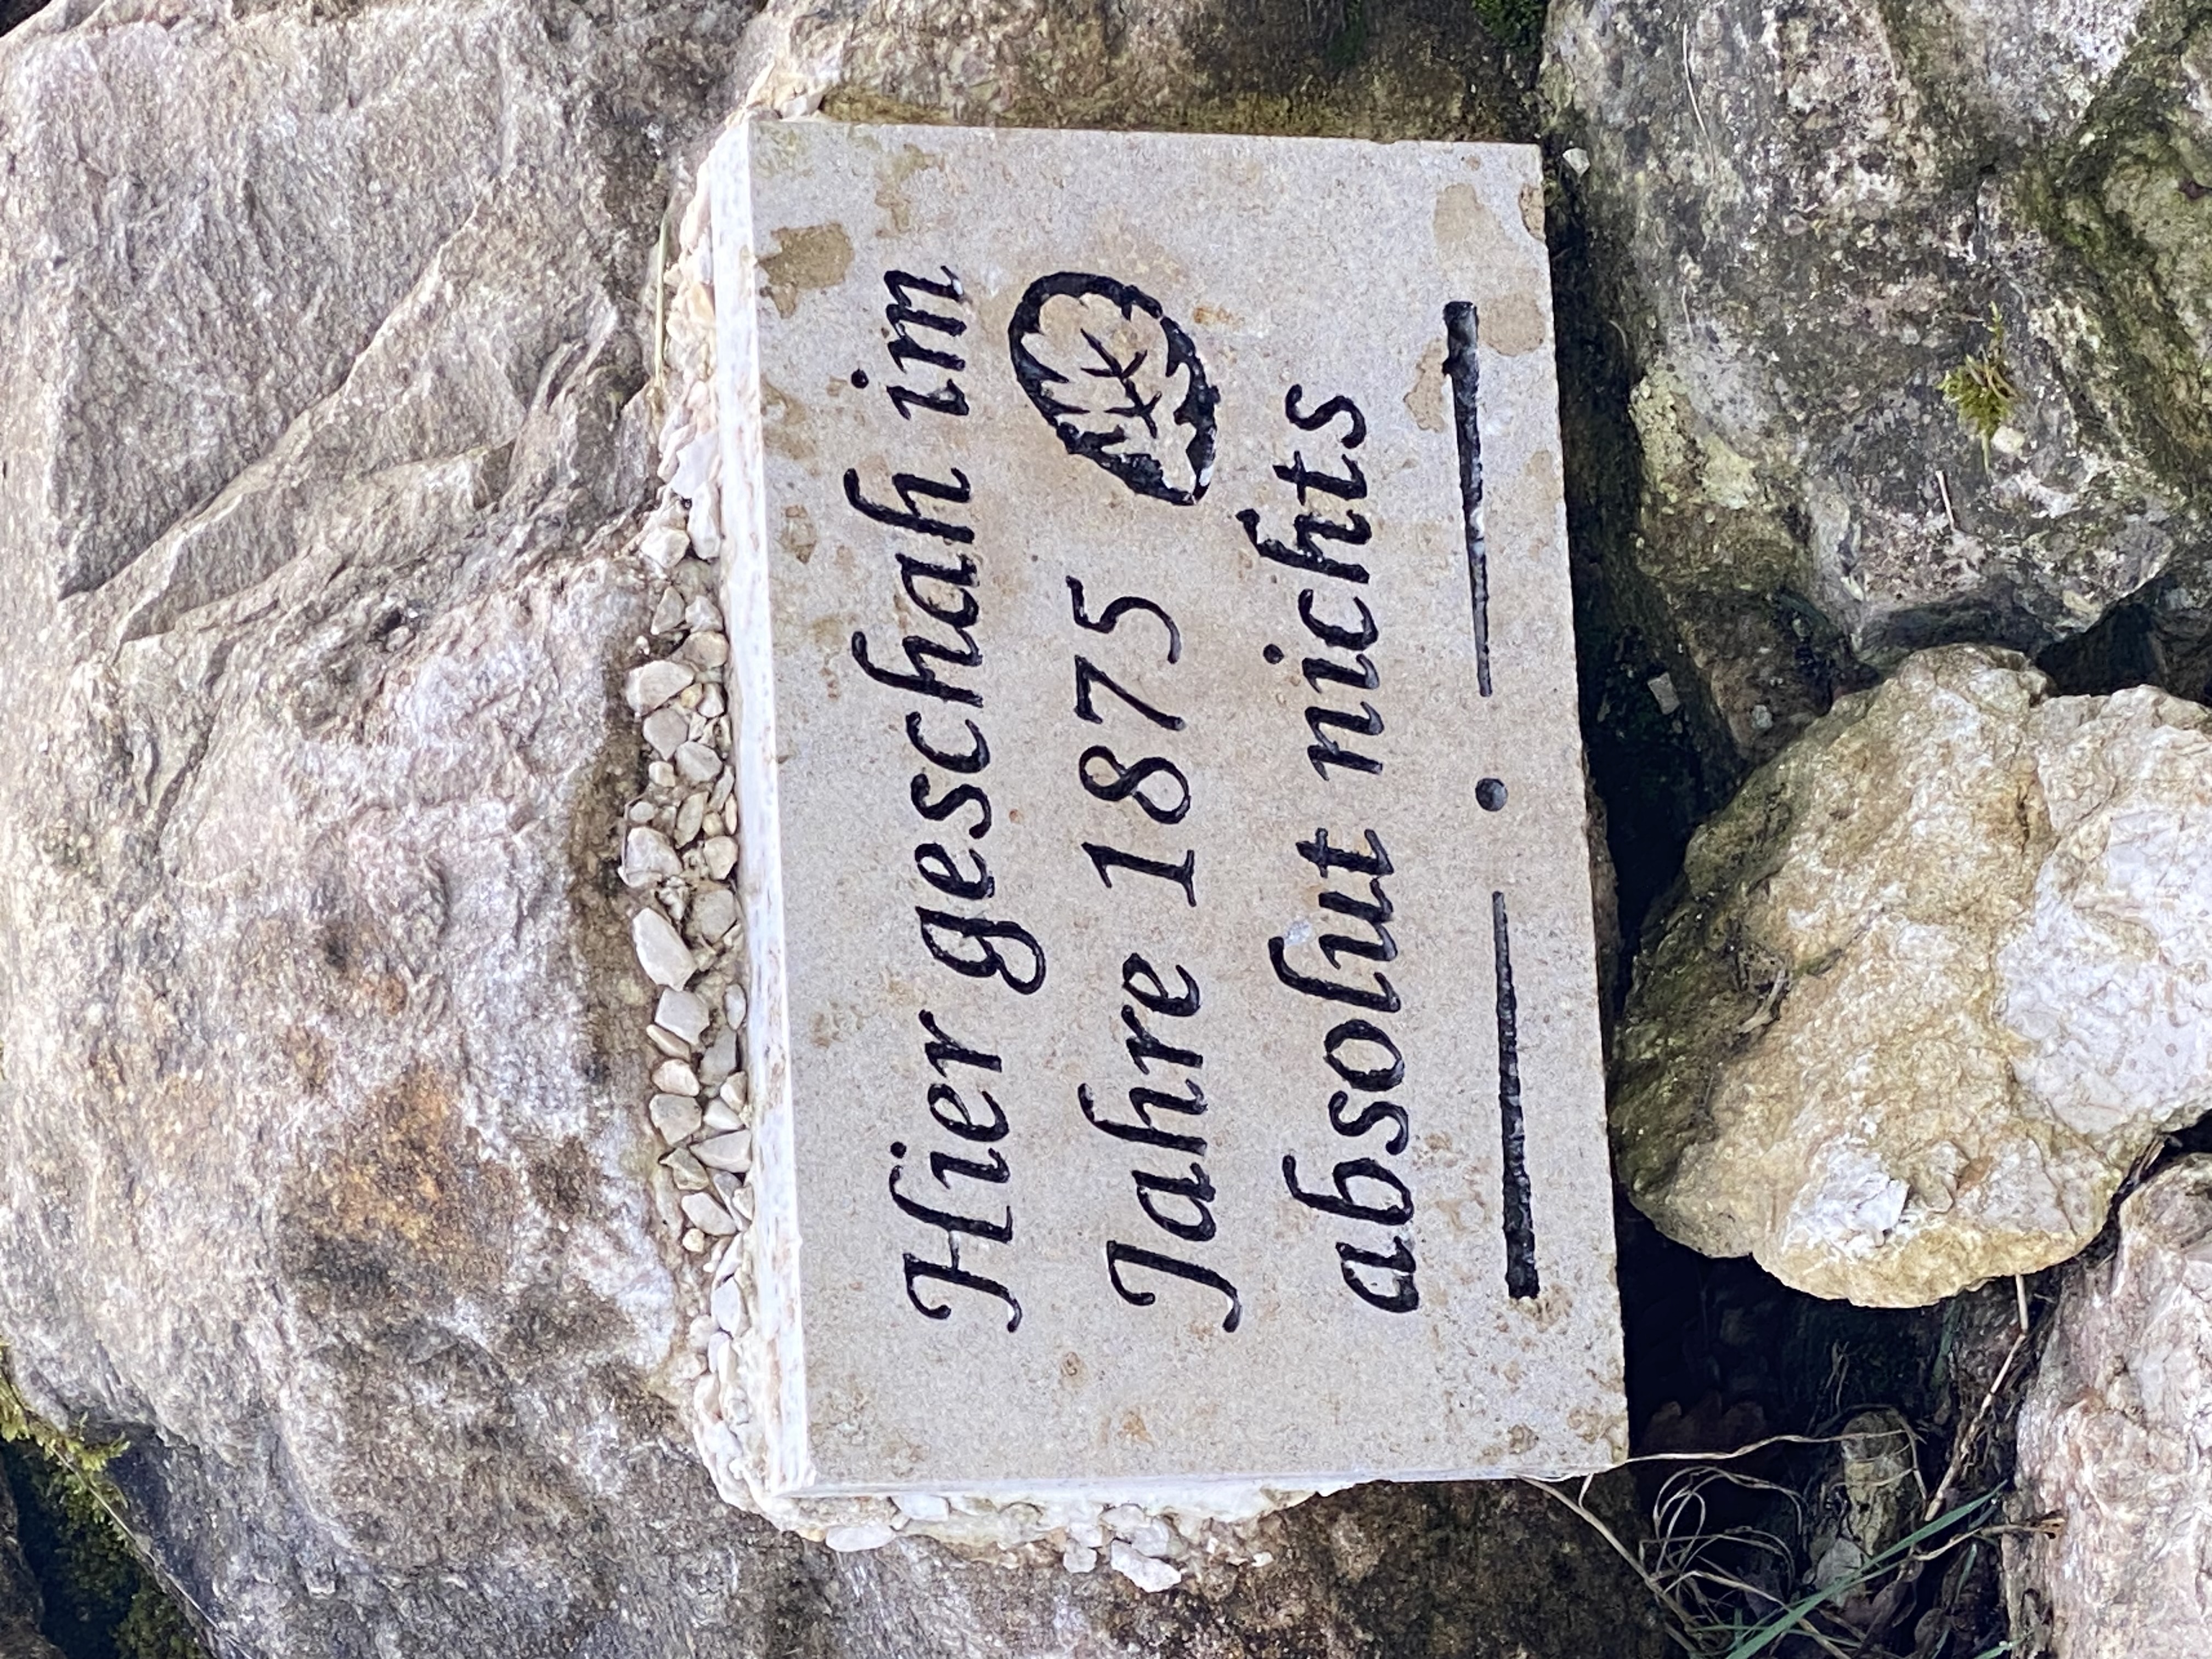 Hier geschah im
Jahre 1875
absolut nichts